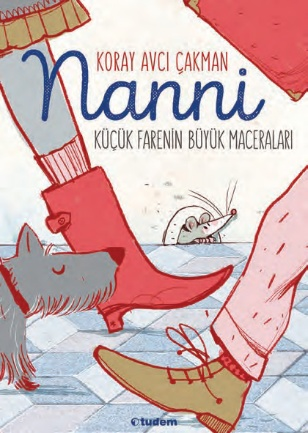 KORAY AVCI ÇAKMAN
Nanni
KÜÇÜK FARENİN BÜYÜK MACERALARI
tudem